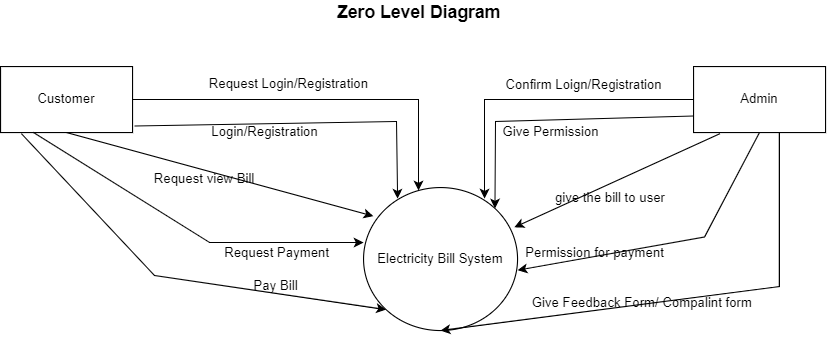 Zero Level Diagram
Request Login/Registration
Confirm Loign/Registration
Customer
Admin
Login/Registration
Give Permission
Request view Bill
give the bill to user
Request Payment
Electricity Bill System
Permission for payment
Pay Bill
Give Feedback Form/ Compalint form